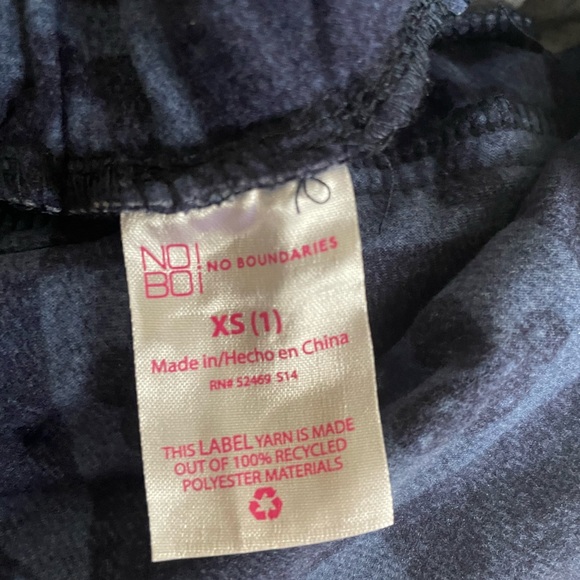 NO!
BO¡
NO BOUNDARIES
XS (1)
Made in/Hecho en China
RN# 52469 S14
THIS LABEL YARN IS MADE
OUT OF 100% RECYCLED
POLYESTER MATERIALS